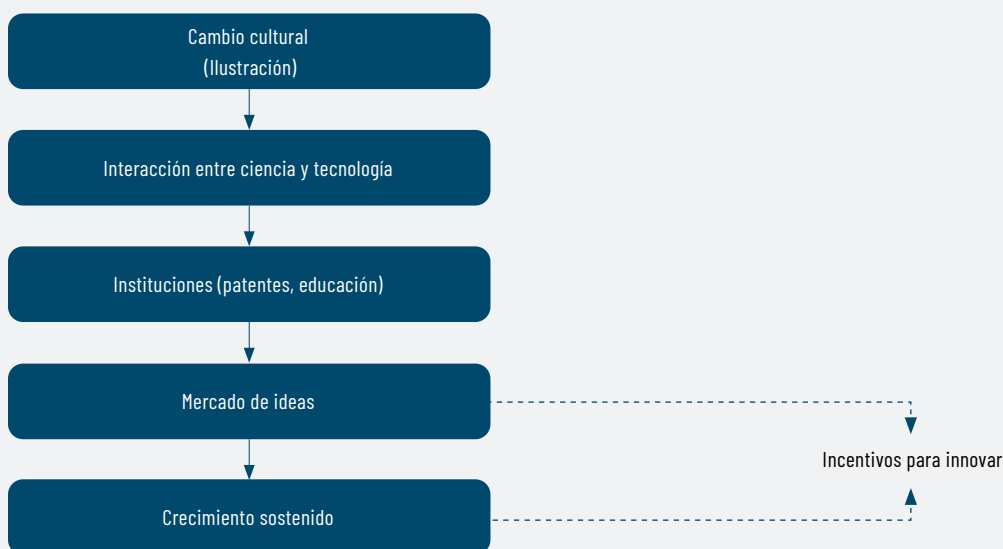 Cambio cultural
(Ilustración)
Interacción entre ciencia y tecnología
Instituciones (patentes, educación)
Mercado de ideas
Incentivos para innovar
Crecimiento sostenido